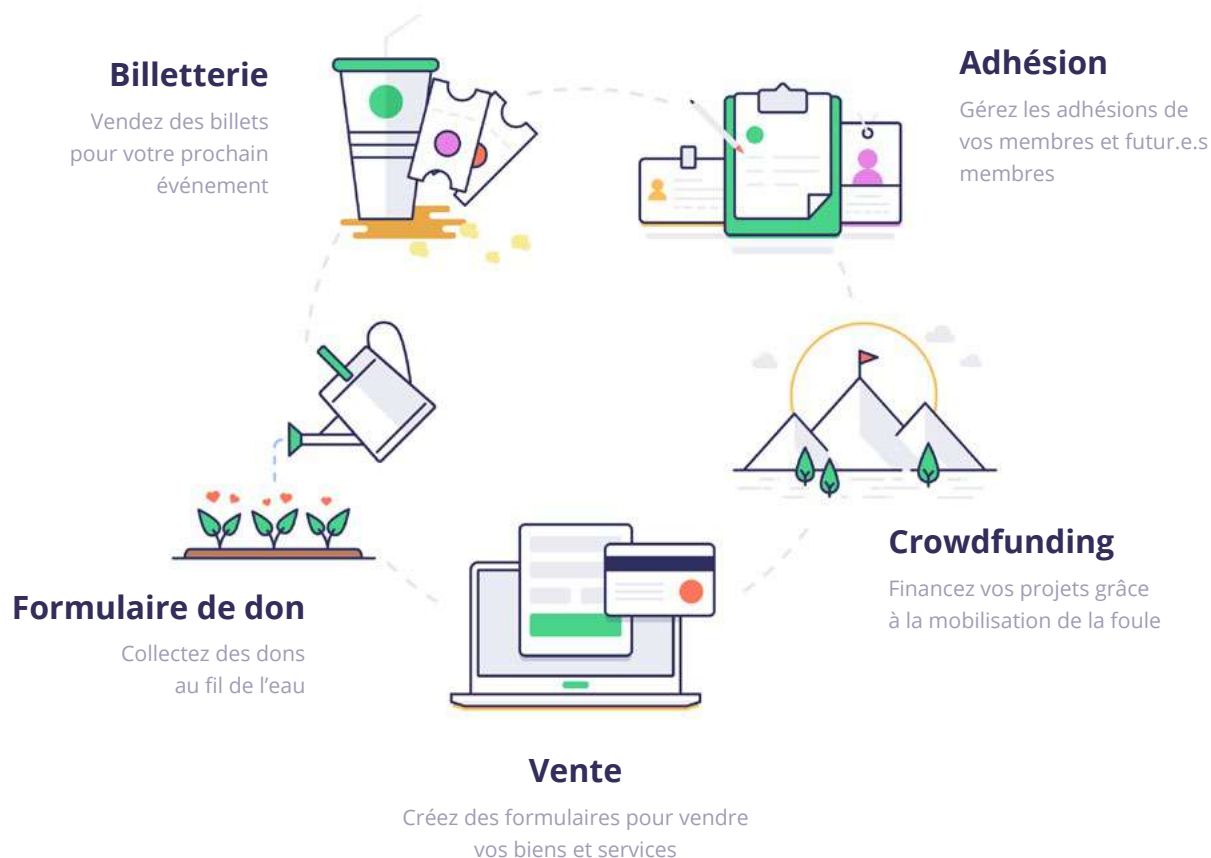 Billetterie
Vendez des billets
pour votre prochain
événement
Adhésion
Gérez les adhésions de
vos membres et futur.e.s
membres
Crowdfunding
Financez vos projets grâce
à la mobilisation de la foule
Formulaire de don
Collectez des dons
au fil de l’eau
Vente
Créez des formulaires pour vendre
vos biens et services